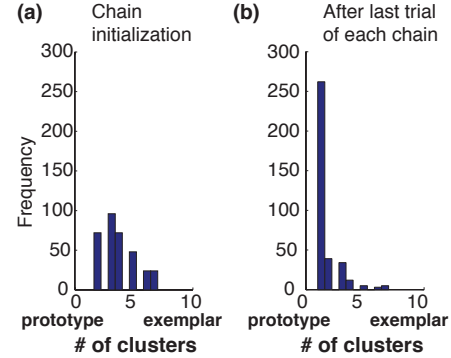 (a) Chain
initialization
300
250
200
150
100
50
0
Frequency
0 5 10
prototype exemplar
# of clusters
(b) After last trial
of each chain
300
250
200
150
100
50
0
0 5 10
prototype exemplar
# of clusters